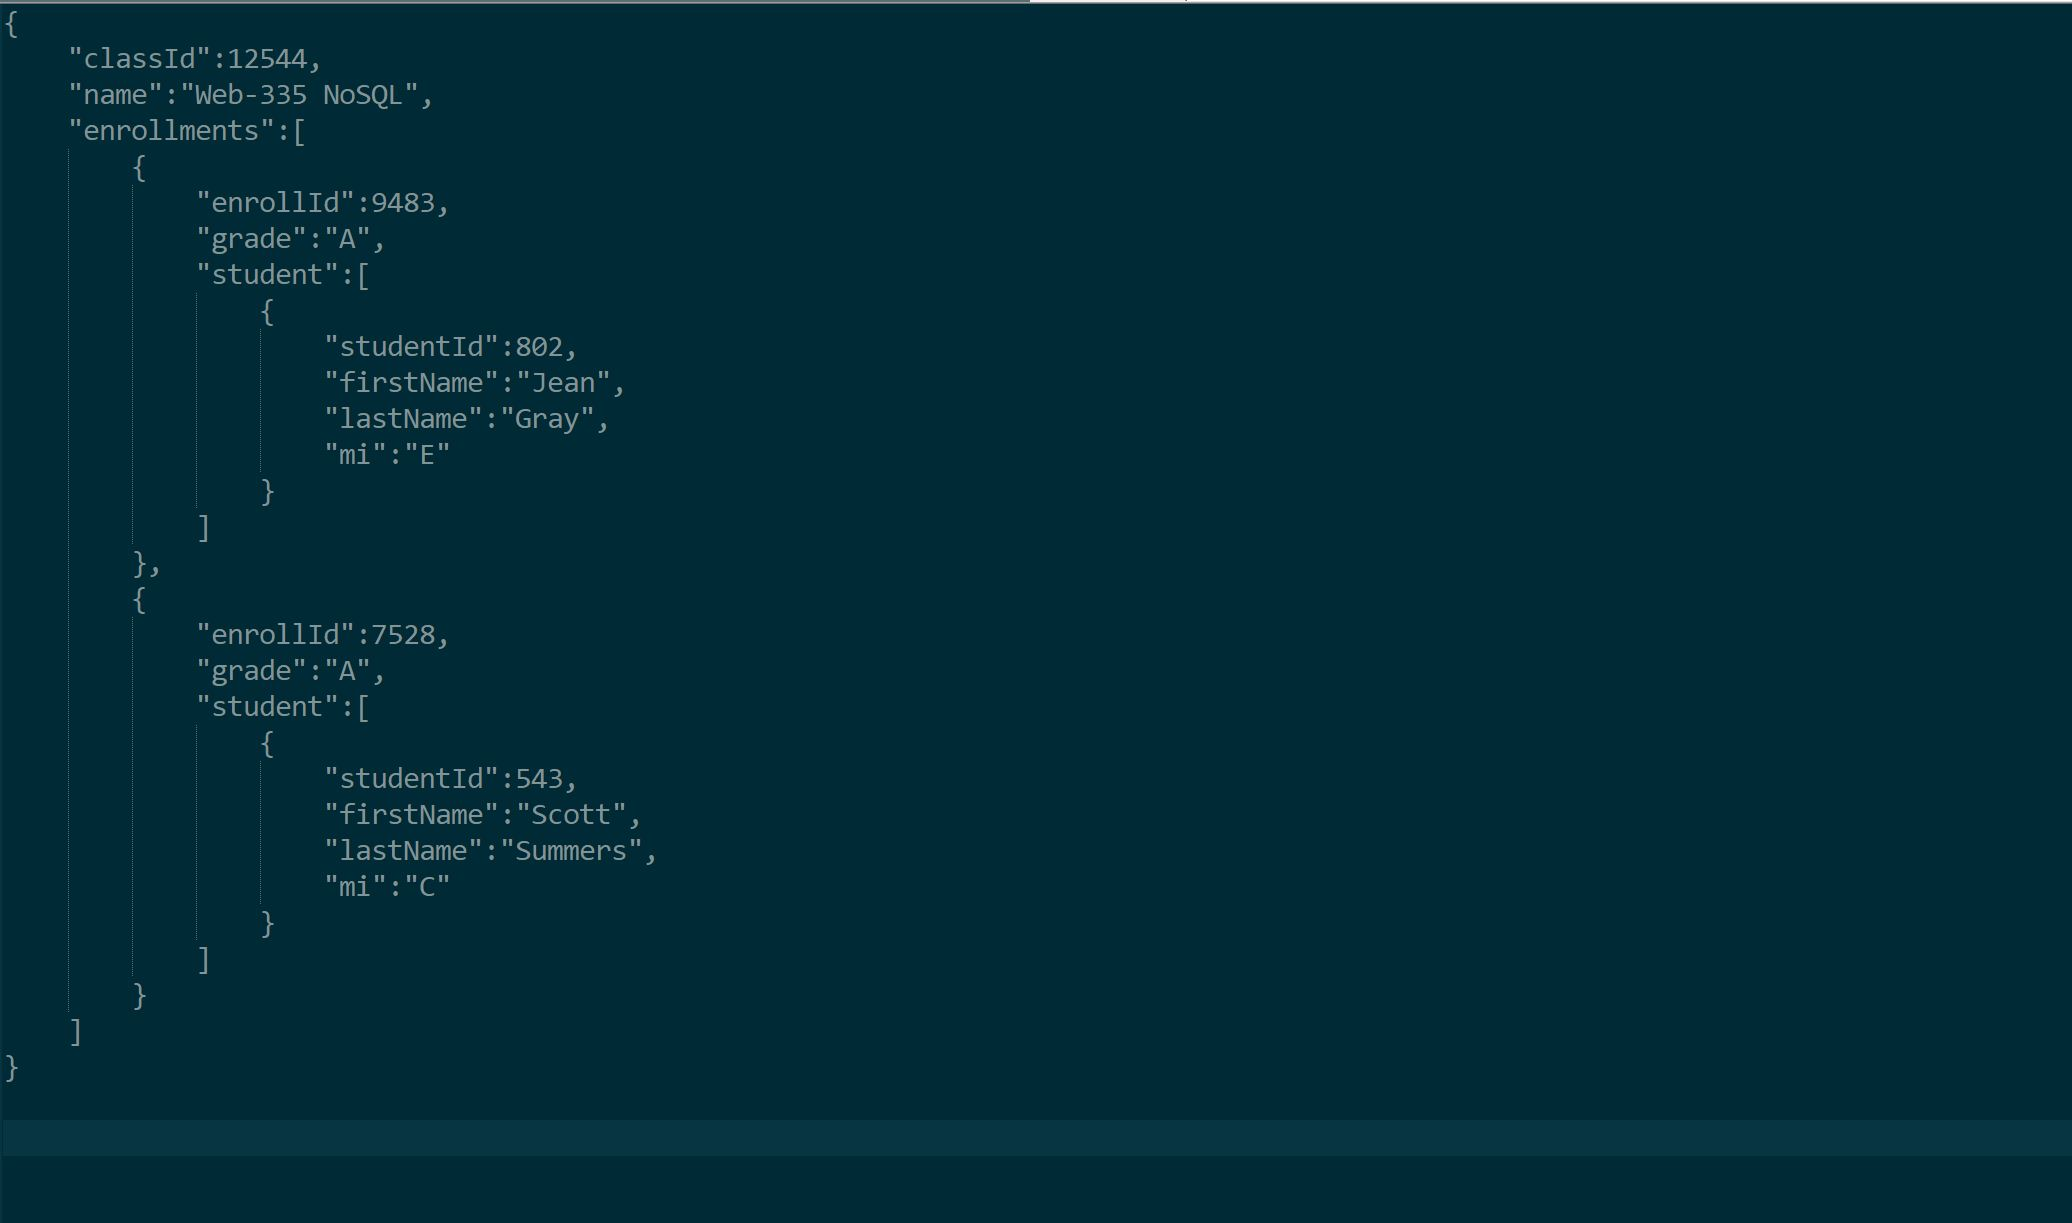 {
    "classId":12544,
    "name":"Web-335 NoSQL",
    "enrollments":[
        {
            "enrollId":9483,
            "grade":"A",
            "student":[
                {
                    "studentId":802,
                    "firstName":"Jean",
                    "lastName":"Gray",
                    "mi":"E"
                }
            ]
        },
        {
            "enrollId":7528,
            "grade":"A",
            "student":[
                {
                    "studentId":543,
                    "firstName":"Scott",
                    "lastName":"Summers",
                    "mi":"C"
                }
            ]
        }
    ]
}